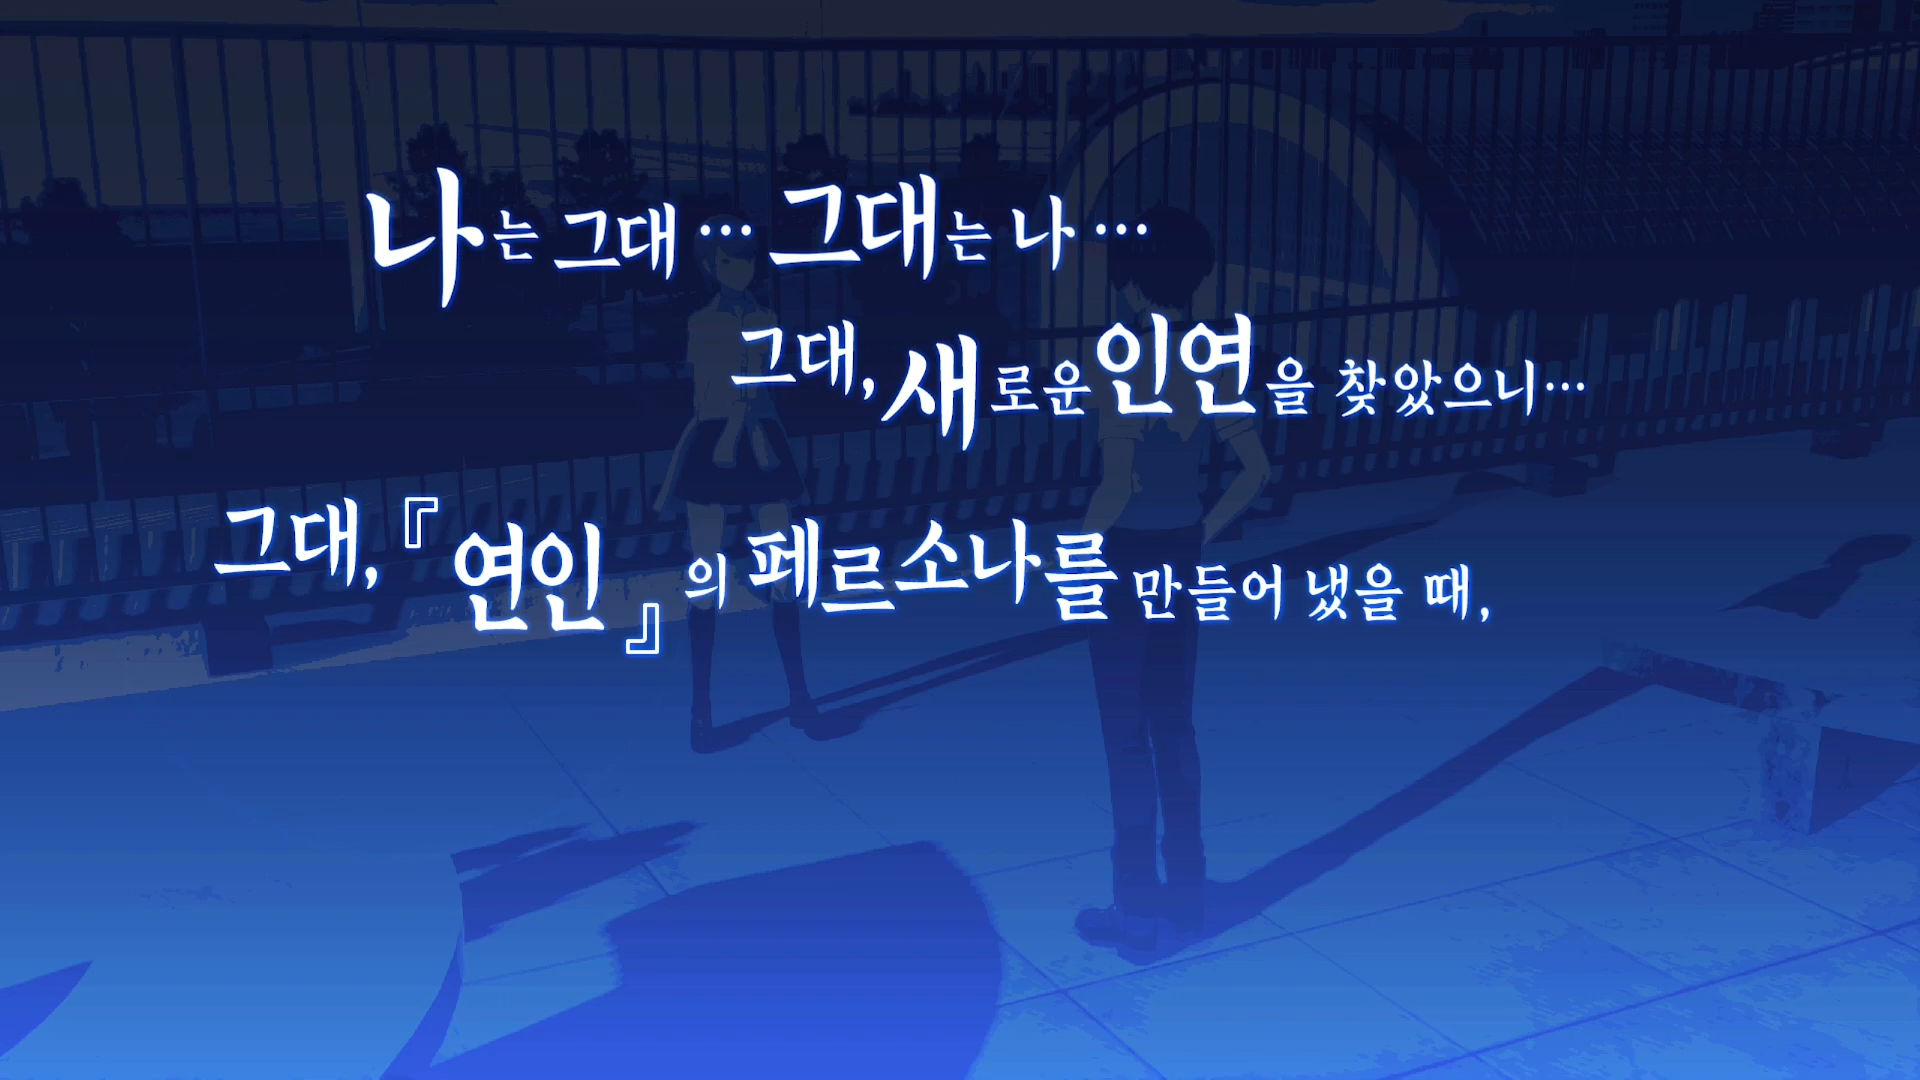 나는 그대… 그대는 나…
그대, 새로운 인연을 찾았으니…
그대, 『연인』의 페르소나를 만들어 냈을 때,